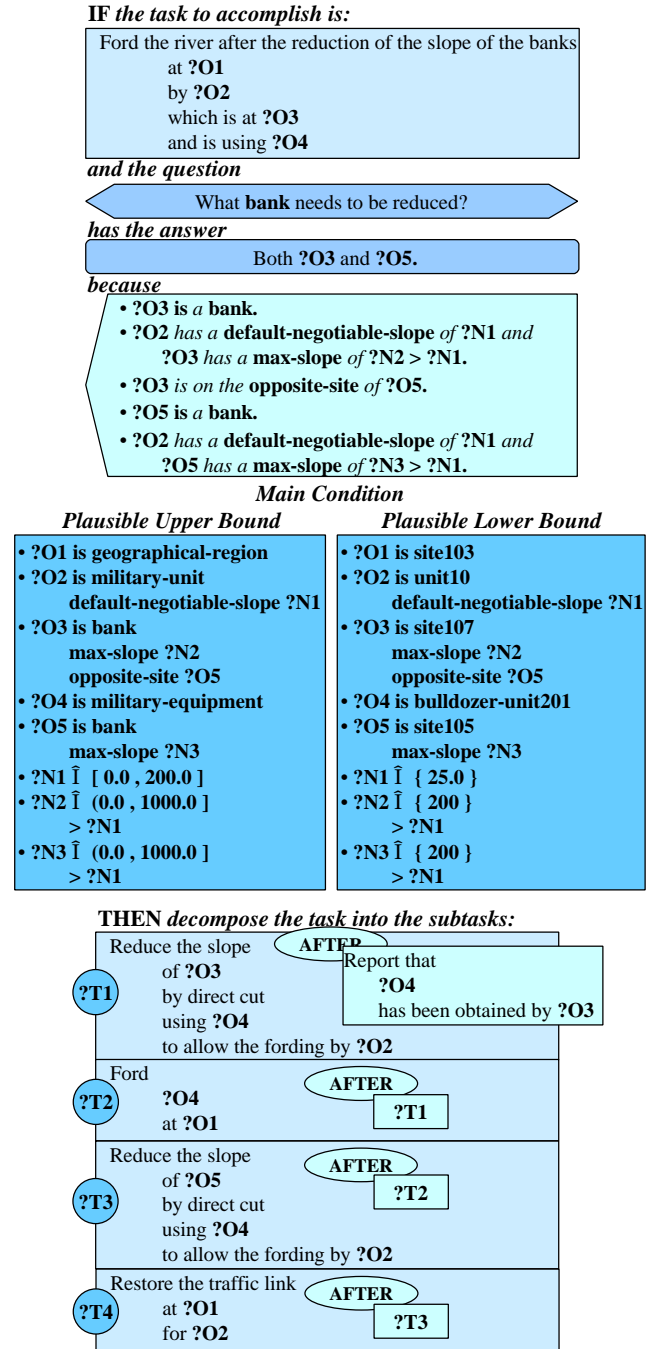 IF the task to accomplish is:
Ford the river after the reduction of the slope of the banks
at ?O1
by ?O2
which is at ?O3
and is using ?O4
and the question
What bank needs to be reduced?
has the answer
Both ?O3 and ?O5.
because
• ?O3 is a bank.
• ?O2 has a default-negotiable-slope of ?N1 and
?O3 has a max-slope of ?N2 > ?N1.
• ?O3 is on the opposite-site of ?O5.
• ?O5 is a bank.
• ?O2 has a default-negotiable-slope of ?N1 and
?O5 has a max-slope of ?N3 > ?N1.
Main Condition
Plausible Upper Bound
• ?O1 is geographical-region
• ?O2 is military-unit
default-negotiable-slope ?N1
• ?O3 is bank
max-slope ?N2
opposite-site ?O5
• ?O4 is military-equipment
• ?O5 is bank
max-slope ?N3
• ?N1 Î [ 0.0 , 200.0 ]
• ?N2 Î (0.0 , 1000.0 ]
> ?N1
• ?N3 Î (0.0 , 1000.0 ]
> ?N1
Plausible Lower Bound
• ?O1 is site103
• ?O2 is unit10
default-negotiable-slope ?N1
• ?O3 is site107
max-slope ?N2
opposite-site ?O5
• ?O4 is bulldozer-unit201
• ?O5 is site105
max-slope ?N3
• ?N1 Î { 25.0 }
• ?N2 Î { 200 }
> ?N1
• ?N3 Î { 200 }
> ?N1
THEN decompose the task into the subtasks:
?T1
Reduce the slope
of ?O3
by direct cut
using ?O4
to allow the fording by ?O2
AFTER
Report that
?O4
has been obtained by ?O3
?T2
Ford
?O4
at ?O1
AFTER
?T1
?T3
Reduce the slope
of ?O5
by direct cut
using ?O4
to allow the fording by ?O2
AFTER
?T2
?T4
Restore the traffic link
at ?O1
for ?O2
AFTER
?T3